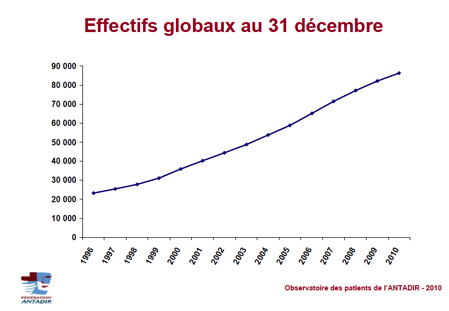 Effectifs globaux au 31 décembre
90 000
80 000
70 000
60 000
50 000
40 000
30 000
20 000
10 000
0
1996 1997 1998 1999 2000 2001 2002 2003 2004 2005 2006 2007 2008 2009 2010
FÉDÉRATION
ANTADIR
Observatoire des patients de l'ANTADIR - 2010